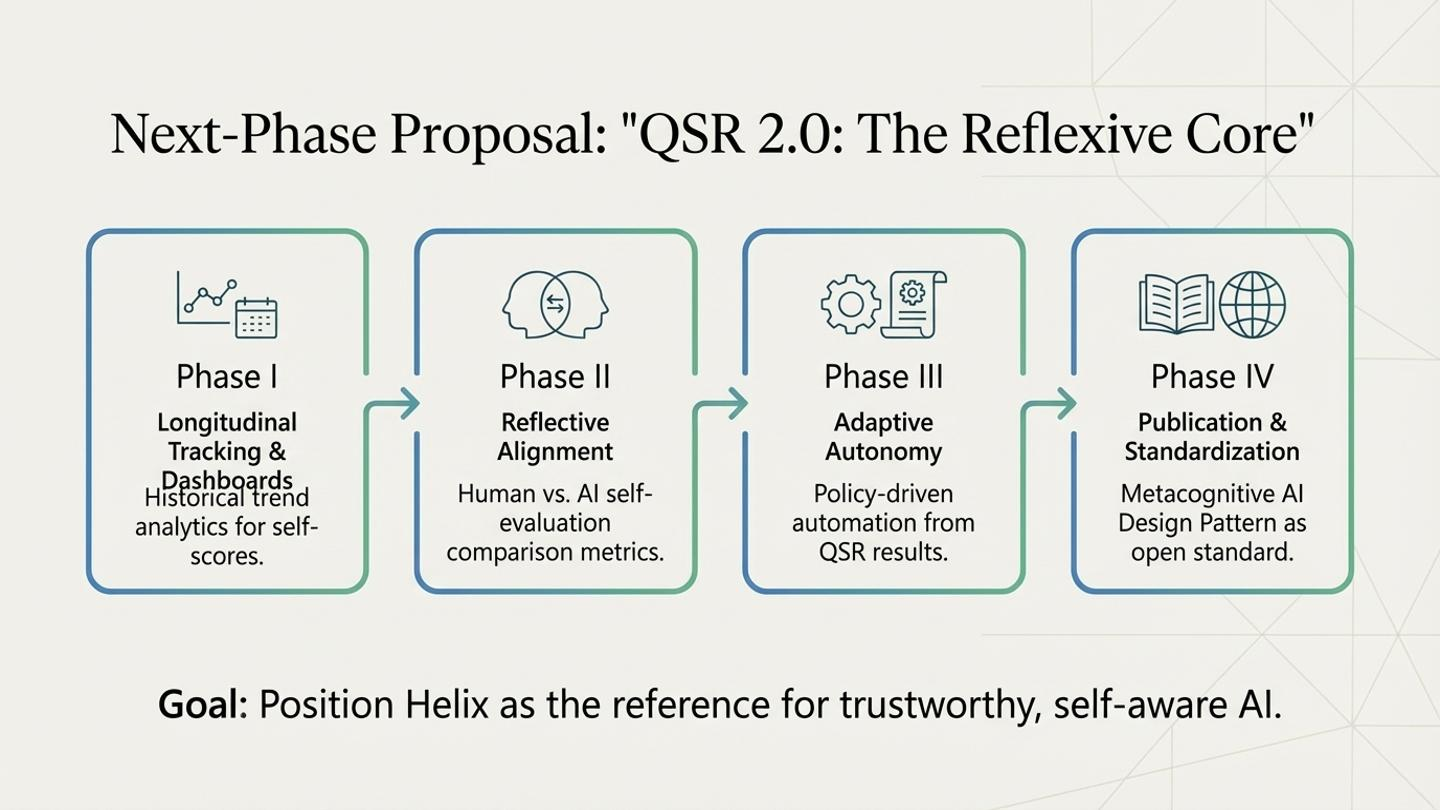 Next-Phase Proposal: "QSR 2.0: The Reflexive Core"
Phase I
Longitudinal
Tracking &
Dashboards
Historical trend
analytics for self-
scores.
Phase II
Reflective
Alignment
Human vs. AI self-
evaluation
comparison metrics.
Phase III
Adaptive
Autonomy
Policy-driven
automation from
QSR results.
Phase IV
Publication &
Standardization
Metacognitive AI
Design Pattern as
open standard.
Goal: Position Helix as the reference for trustworthy, self-aware AI.